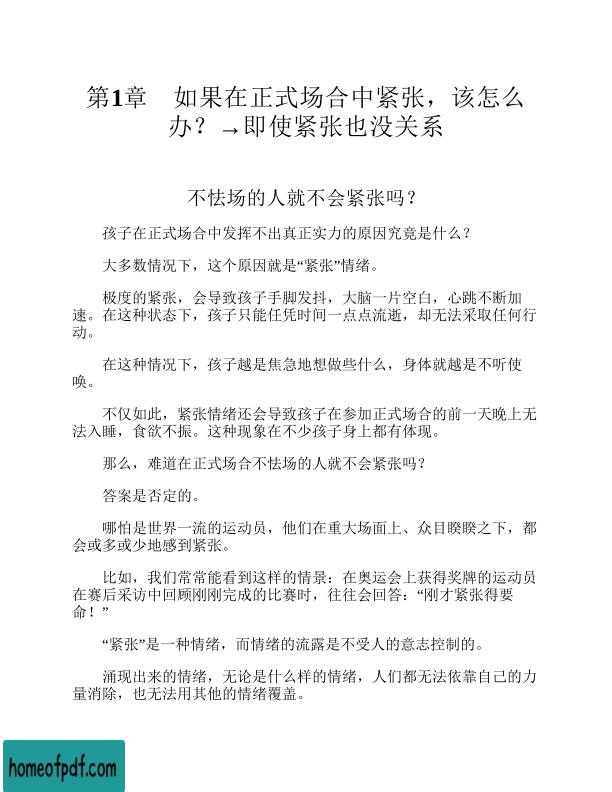 第1章　如果在正式场合中紧张，该怎么
办？→即使紧张也没关系
不怯场的人就不会紧张吗？
孩子在正式场合中发挥不出真正实力的原因究竟是什么？
大多数情况下，这个原因就是“紧张”情绪。
极度的紧张，会导致孩子手脚发抖，大脑一片空白，心跳不断加
速。在这种状态下，孩子只能任凭时间一点点流逝，却无法采取任何行
动。
在这种情况下，孩子越是焦急地想做些什么，身体就越是不听使
唤。
不仅如此，紧张情绪还会导致孩子在参加正式场合的前一天晚上无
法入睡，食欲不振。这种现象在不少孩子身上都有体现。
那么，难道在正式场合不怯场的人就不会紧张吗？
答案是否定的。
哪怕是世界一流的运动员，他们在重大场面上、众目睽睽之下，都
会或多或少地感到紧张。
比如，我们常常能看到这样的情景：在奥运会上获得奖牌的运动员
在赛后采访中回顾刚刚完成的比赛时，往往会回答：“刚才紧张得要
命！”
“紧张”是一种情绪，而情绪的流露是不受人的意志控制的。
涌现出来的情绪，无论是什么样的情绪，人们都无法依靠自己的力
量消除，也无法用其他的情绪覆盖。
homeofpdf.com